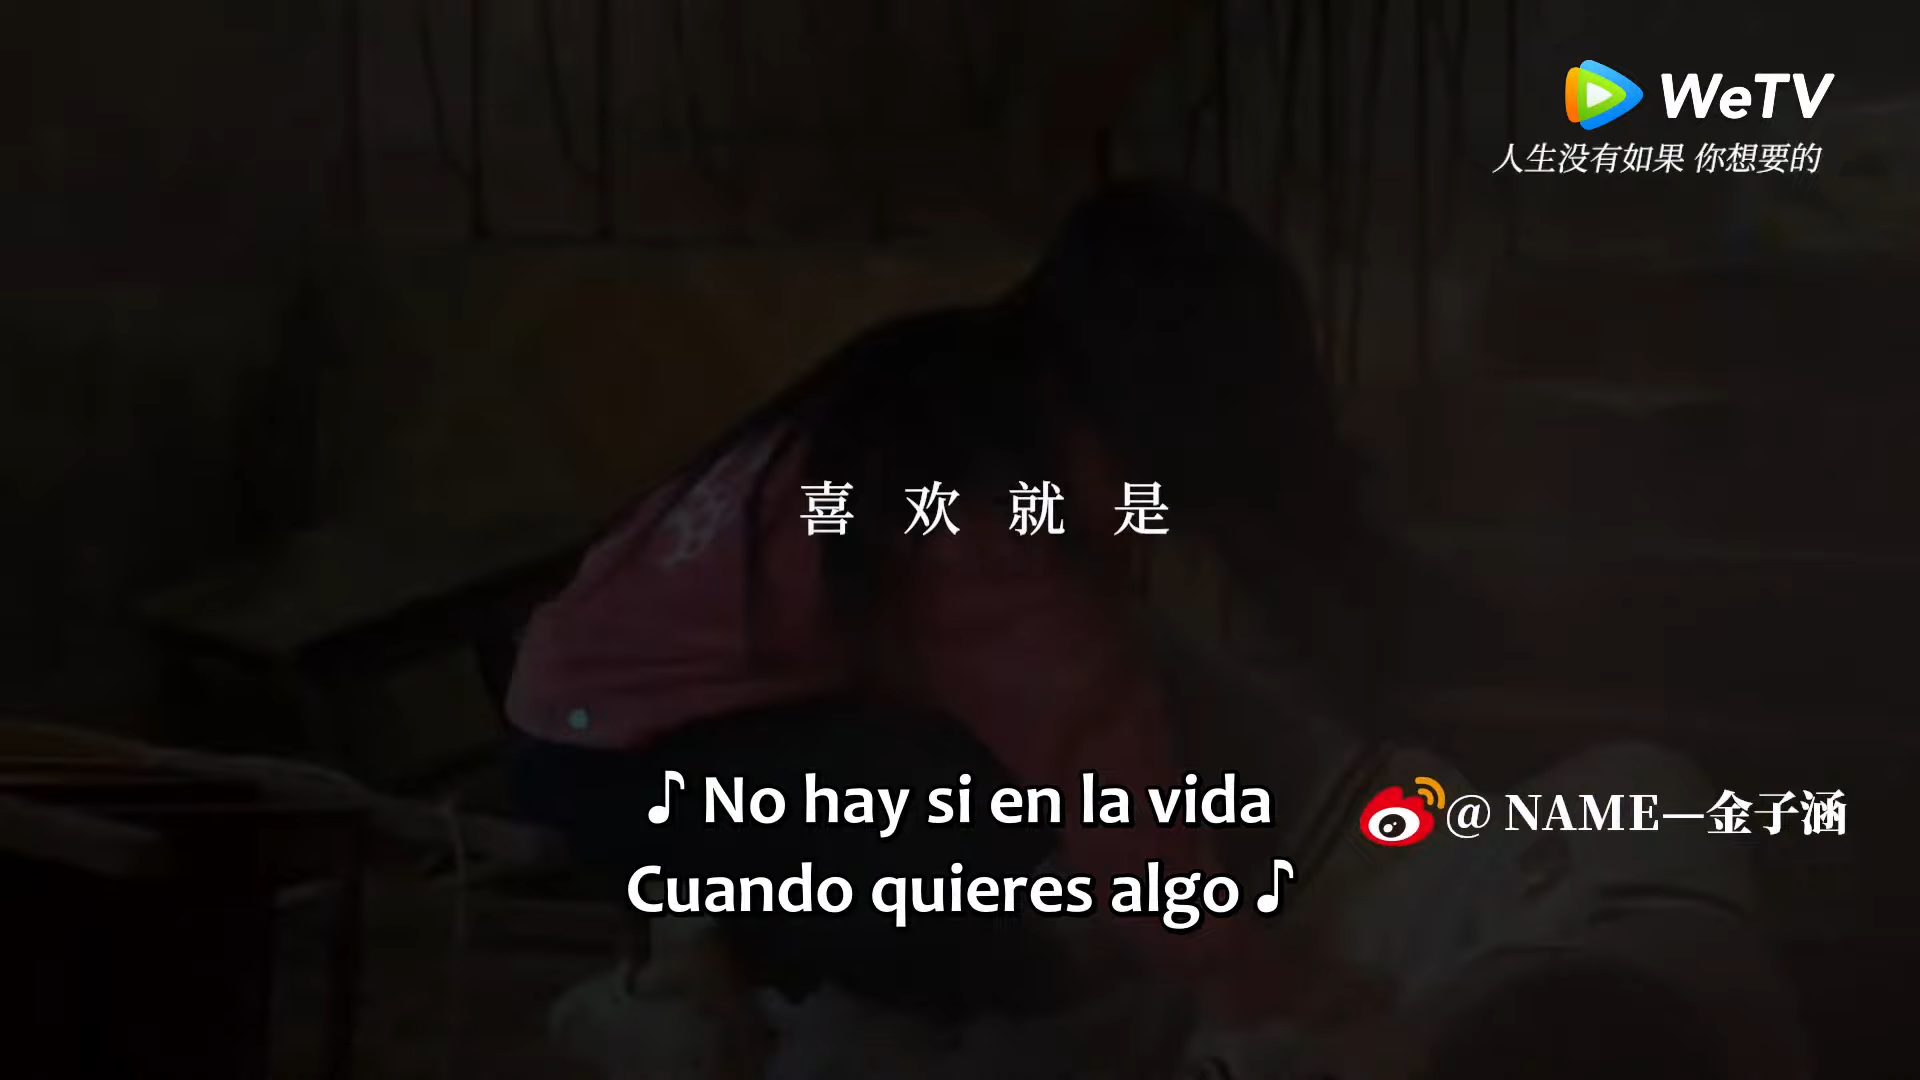 WeTV
人生没有如果 你想要的
喜欢就是
♪ No hay si en la vida
Cuando quieres algo ♪
@ NAME—金子涵